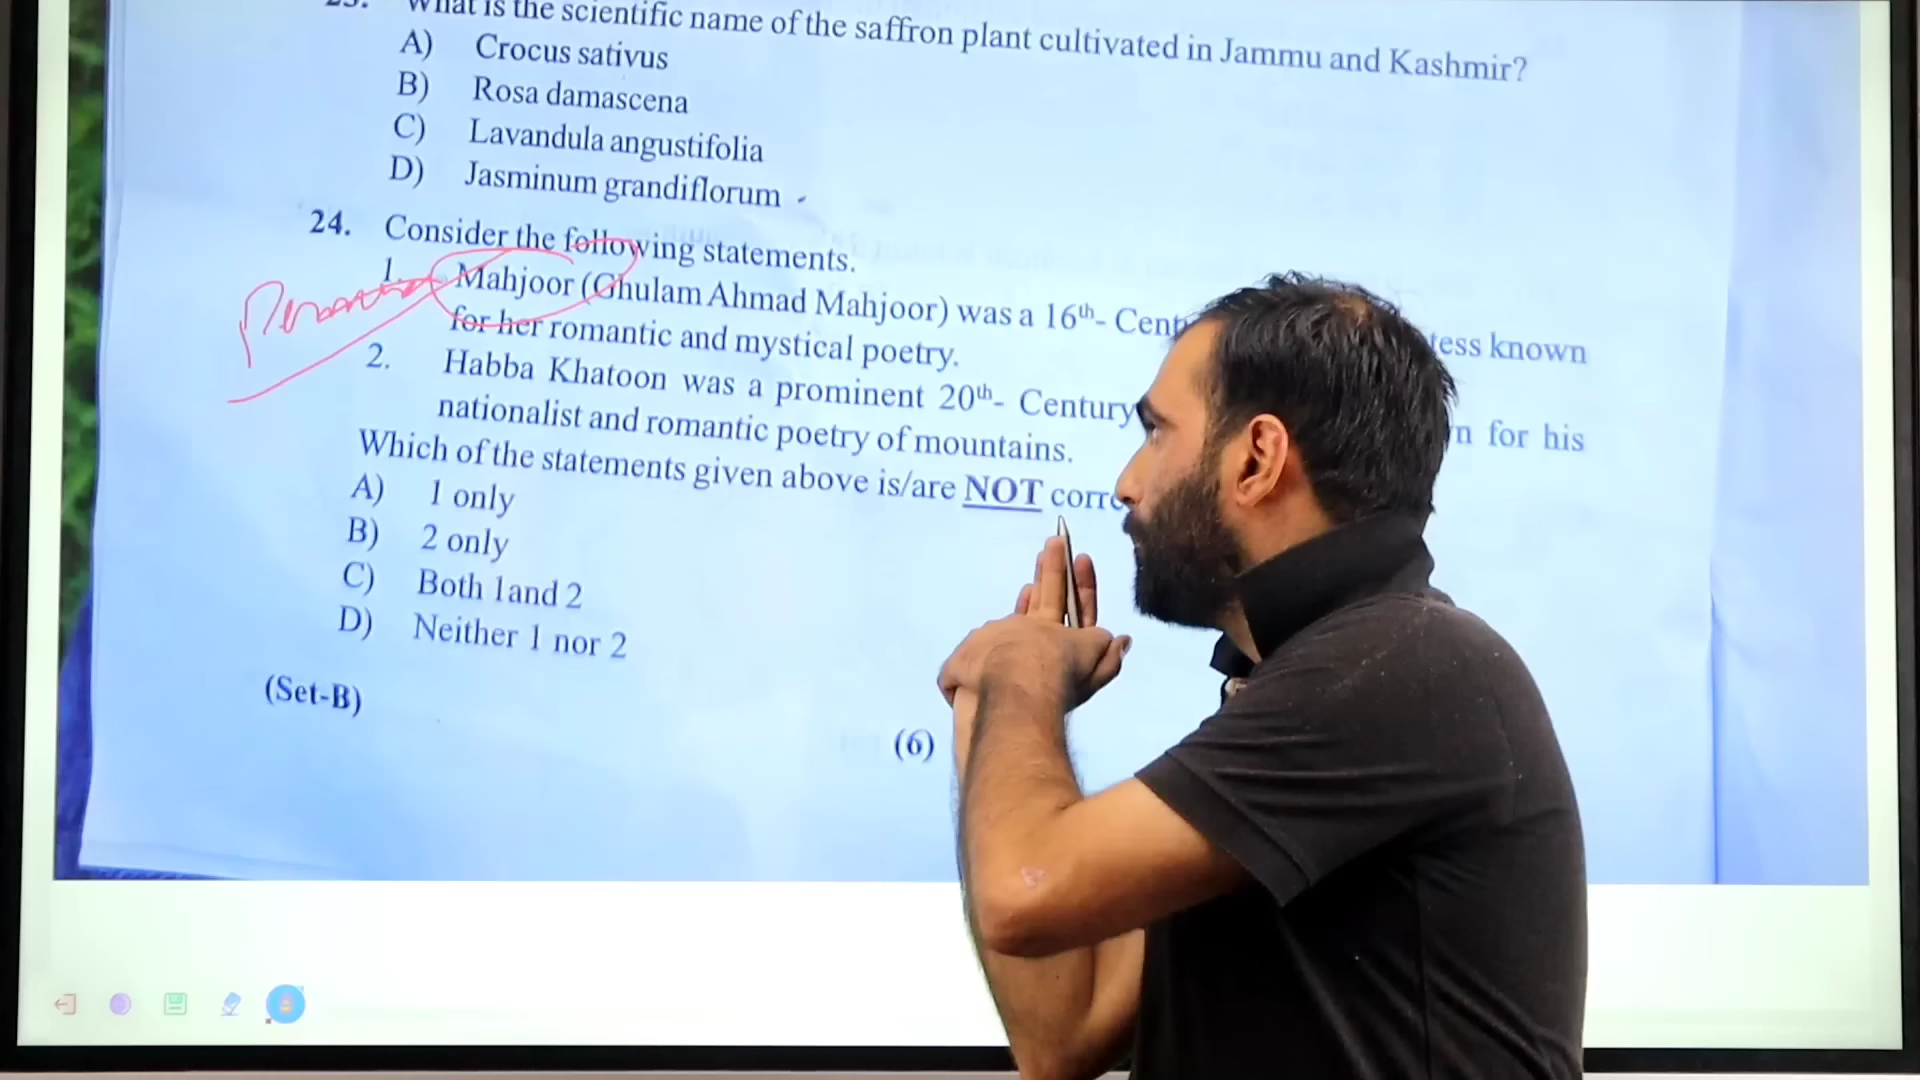 What is the scientific name of the saffron plant cultivated in Jammu and Kashmir?
A) Crocus sativus
B) Rosa damascena
C) Lavandula angustifolia
D) Jasminum grandiflorum
24. Consider the following statements.
1. Mahjoor (Ghulam Ahmad Mahjoor) was a 16th- known
for her romantic and mystical poetry.
2. Habba Khatoon was a prominent 20th- Century for his
nationalist and romantic poetry of mountains.
Which of the statements given above is/are NOT
A) 1 only
B) 2 only
C) Both 1and 2
D) Neither 1 nor 2
(Set-B)
(6)